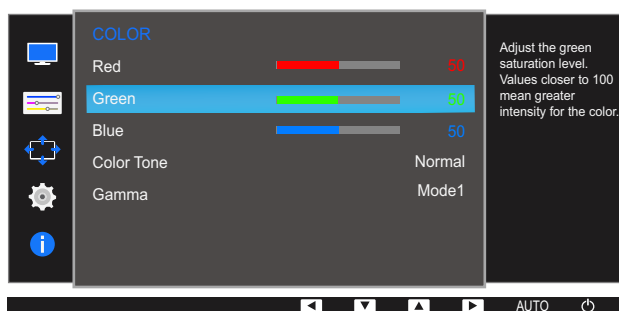 COLOR
Red 50
Green 50
Blue 50
Color Tone Normal
Gamma Mode1
Adjust the green
saturation level.
Values closer to 100
mean greater
intensity for the color.
AUTO